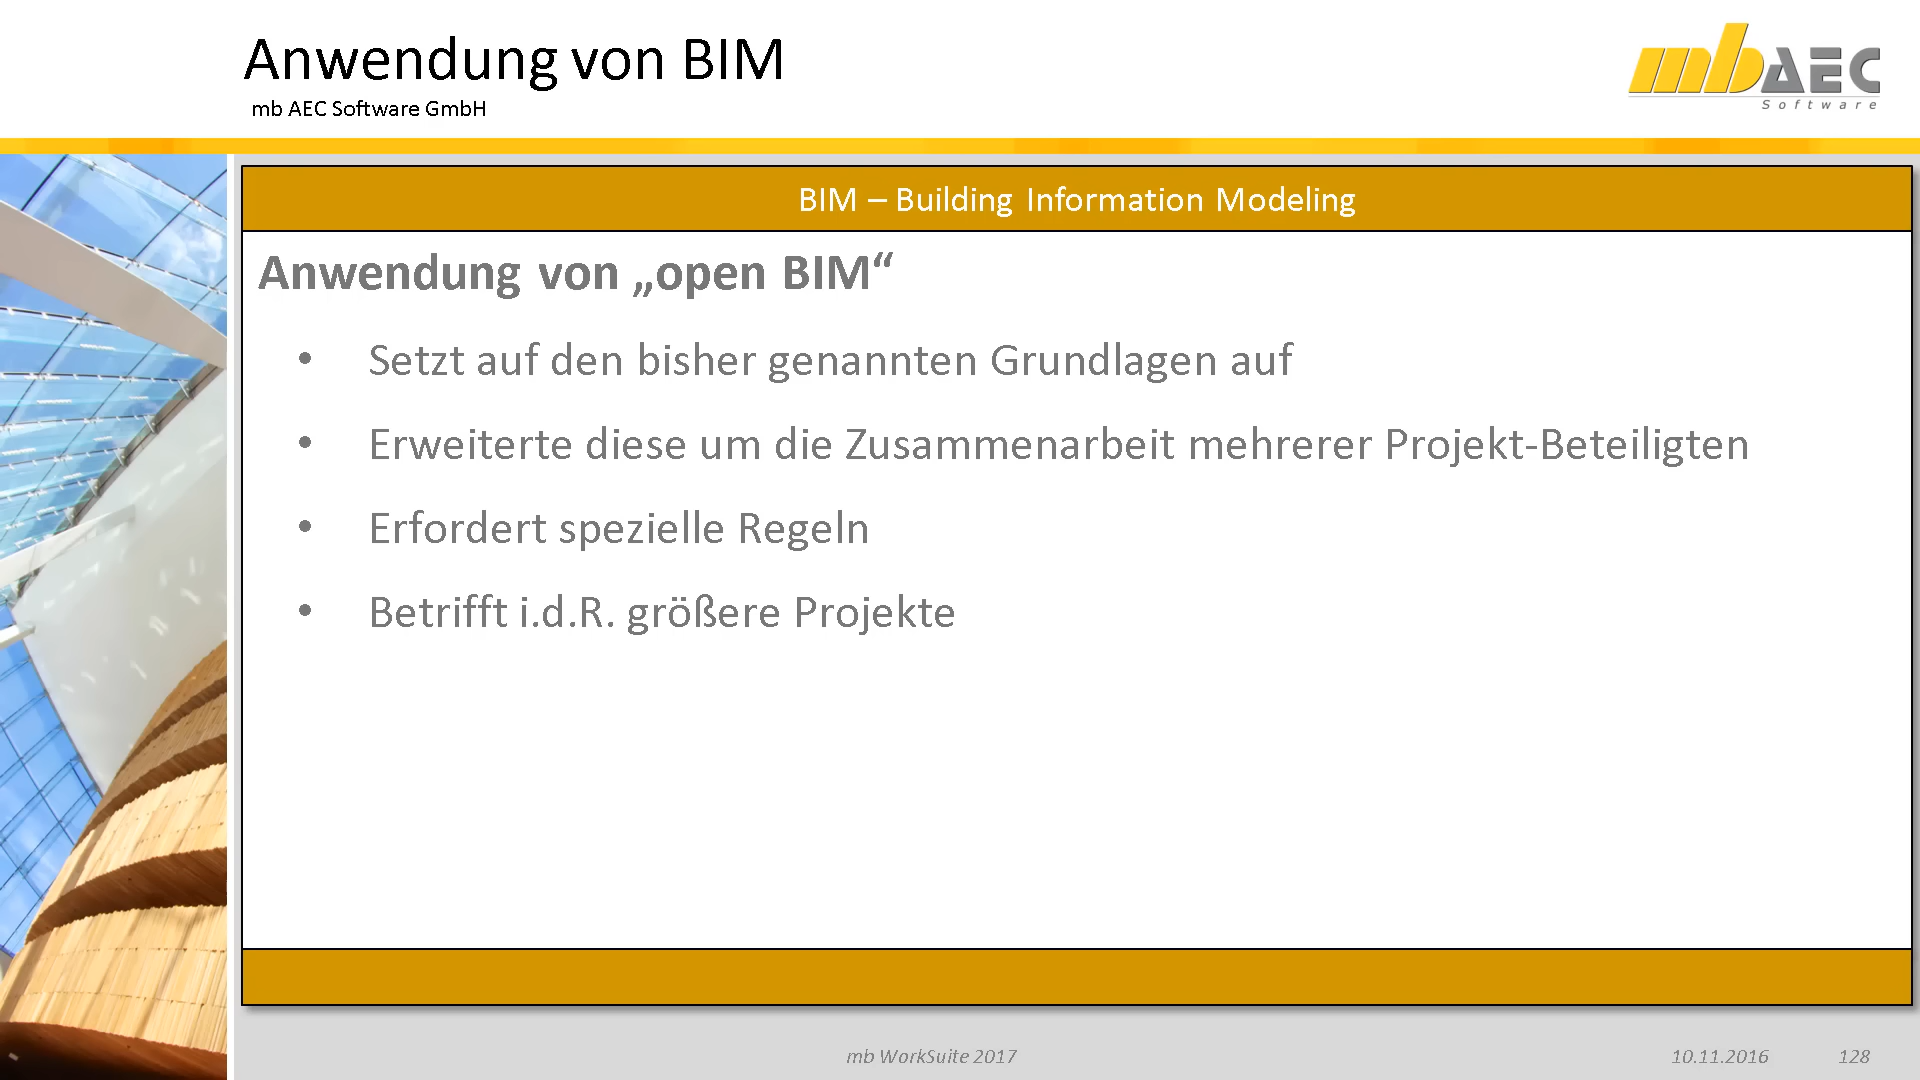 Anwendung von BIM
mb AEC Software GmbH
mbAEC
Software
BIM – Building Information Modeling
Anwendung von „open BIM“
• Setzt auf den bisher genannten Grundlagen auf
• Erweiterte diese um die Zusammenarbeit mehrerer Projekt-Beteiligten
• Erfordert spezielle Regeln
• Betrifft i.d.R. größere Projekte
mb WorkSuite 2017
10.11.2016
128